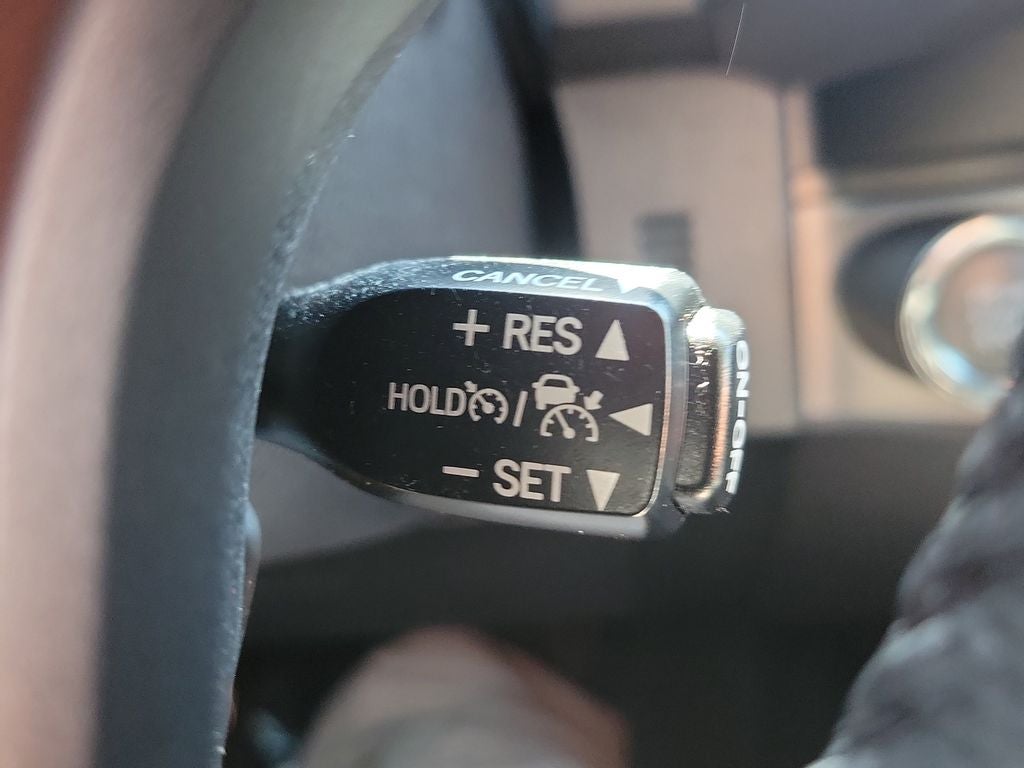 CANCEL
+ RES
HOLD /
− SET
ON-OFF